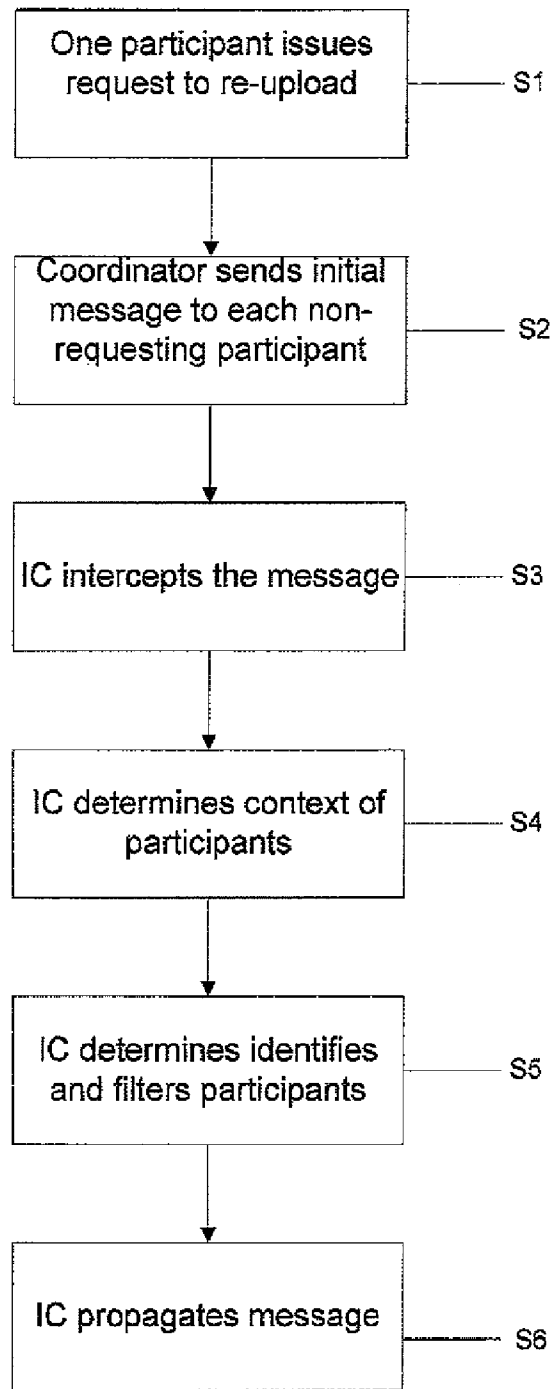 One participant issues
request to re-upload
S1
Coordinator sends initial
message to each non-
requesting participant
S2
IC intercepts the message
S3
IC determines context of
participants
S4
IC determines identifies
and filters participants
S5
IC propagates message
S6